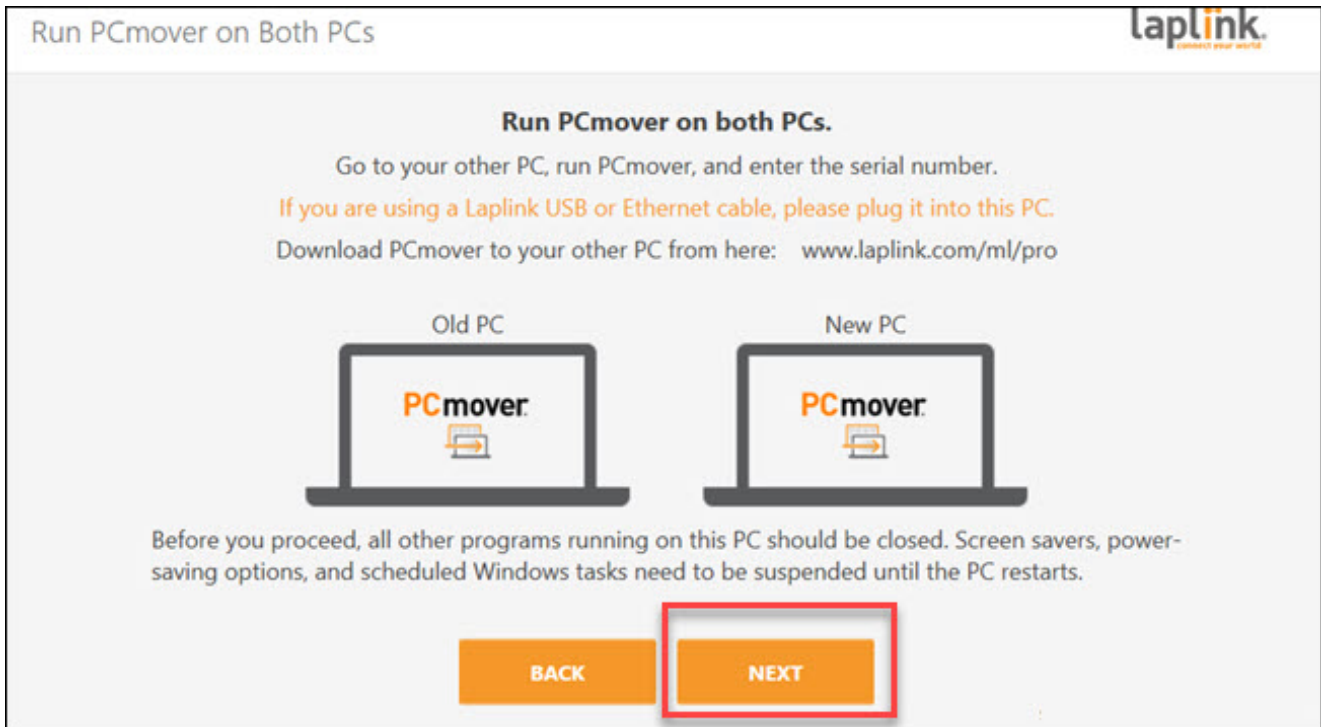 Run PCmover on Both PCs
laplink.
connect your world
Run PCmover on both PCs.
Go to your other PC, run PCmover, and enter the serial number.
If you are using a Laplink USB or Ethernet cable, please plug it into this PC.
Download PCmover to your other PC from here: www.laplink.com/ml/pro
Old PC
New PC
PCmover
PCmover
Before you proceed, all other programs running on this PC should be closed. Screen savers, power-
saving options, and scheduled Windows tasks need to be suspended until the PC restarts.
BACK
NEXT